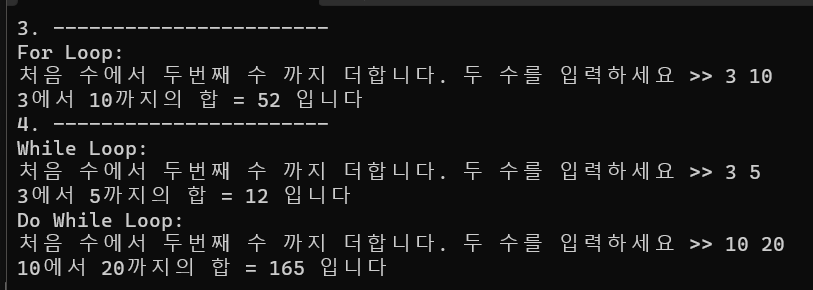 3. -----------------------
For Loop:
처음 수에서 두번째 수 까지 더합니다. 두 수를 입력하세요 >> 3 10
3에서 10까지의 합 = 52 입니다
4. -----------------------
While Loop:
처음 수에서 두번째 수 까지 더합니다. 두 수를 입력하세요 >> 3 5
3에서 5까지의 합 = 12 입니다
Do While Loop:
처음 수에서 두번째 수 까지 더합니다. 두 수를 입력하세요 >> 10 20
10에서 20까지의 합 = 165 입니다